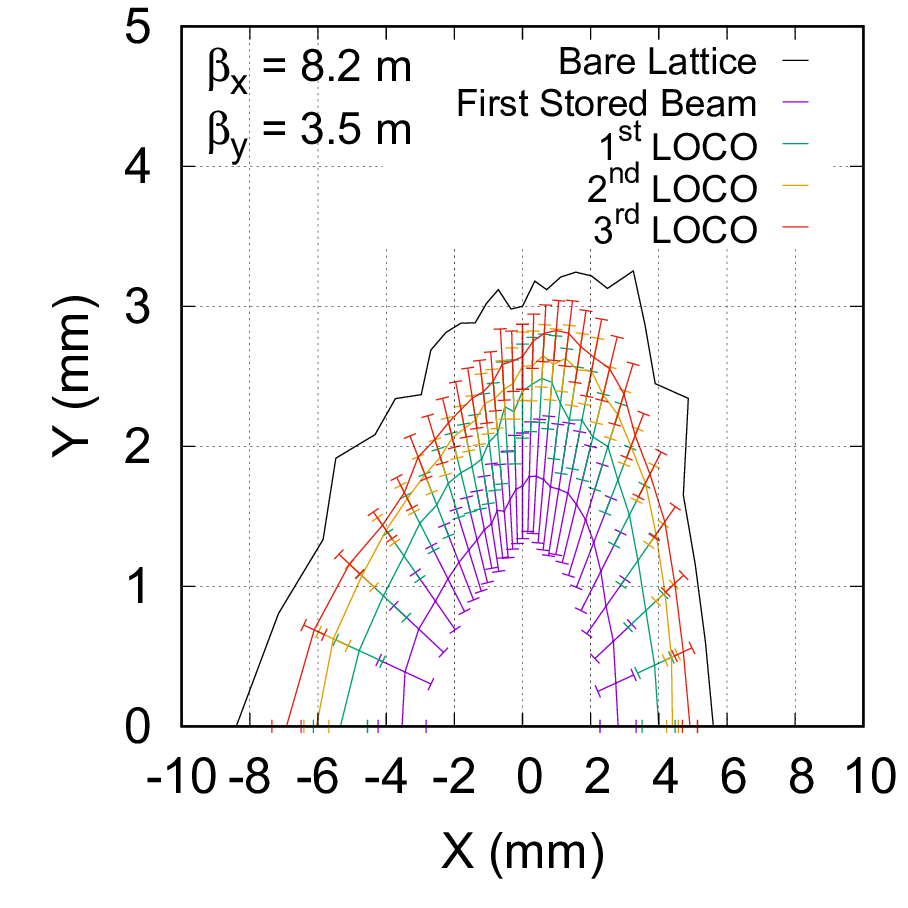 5
βx = 8.2 m
Bare Lattice
First Stored Beam
βy = 3.5 m
1st LOCO
4
2nd LOCO
3rd LOCO
3
Y (mm)
2
1
0
-10 -8 -6 -4 -2 0 2 4 6 8 10
X (mm)